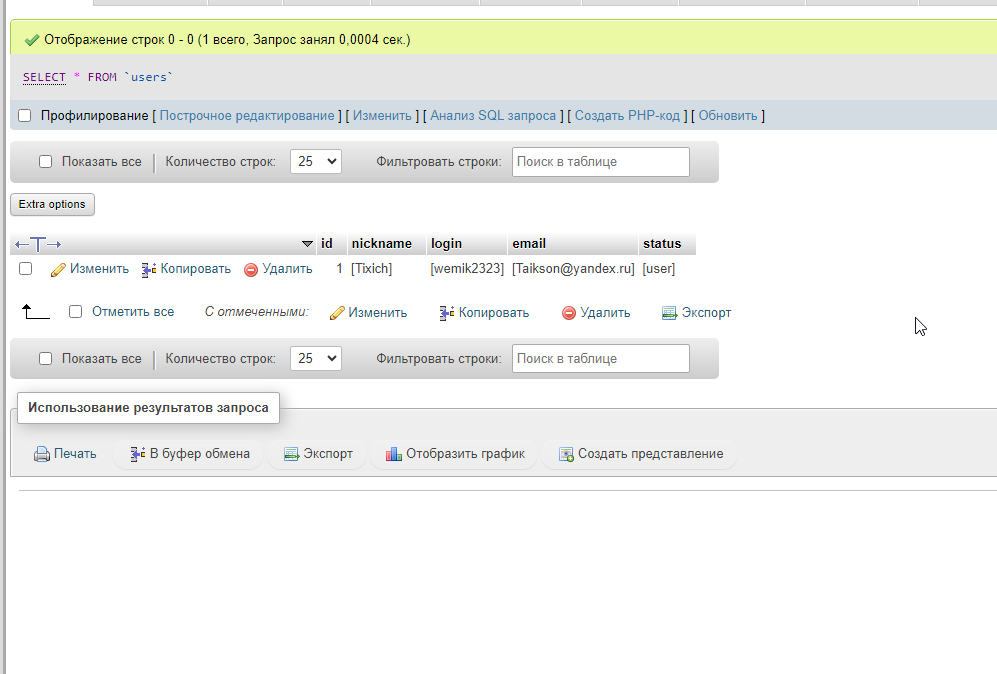 Отображение строк 0 - 0 (1 всего, Запрос занял 0,0004 сек.)
SELECT * FROM `users`
Профилирование [ Построчное редактирование ] [ Изменить ] [ Анализ SQL запроса ] [ Создать PHP-код ] [ Обновить ]
Показать все Количество строк: 25 Фильтровать строки: Поиск в таблице
Extra options
←T→ id nickname login email status
Изменить Копировать Удалить 1 [Tixich] [wemik2323] [Taikson@yandex.ru] [user]
Отметить все С отмеченными: Изменить Копировать Удалить Экспорт
Показать все Количество строк: 25 Фильтровать строки: Поиск в таблице
Использование результатов запроса
Печать В буфер обмена Экспорт Отобразить график Создать представление